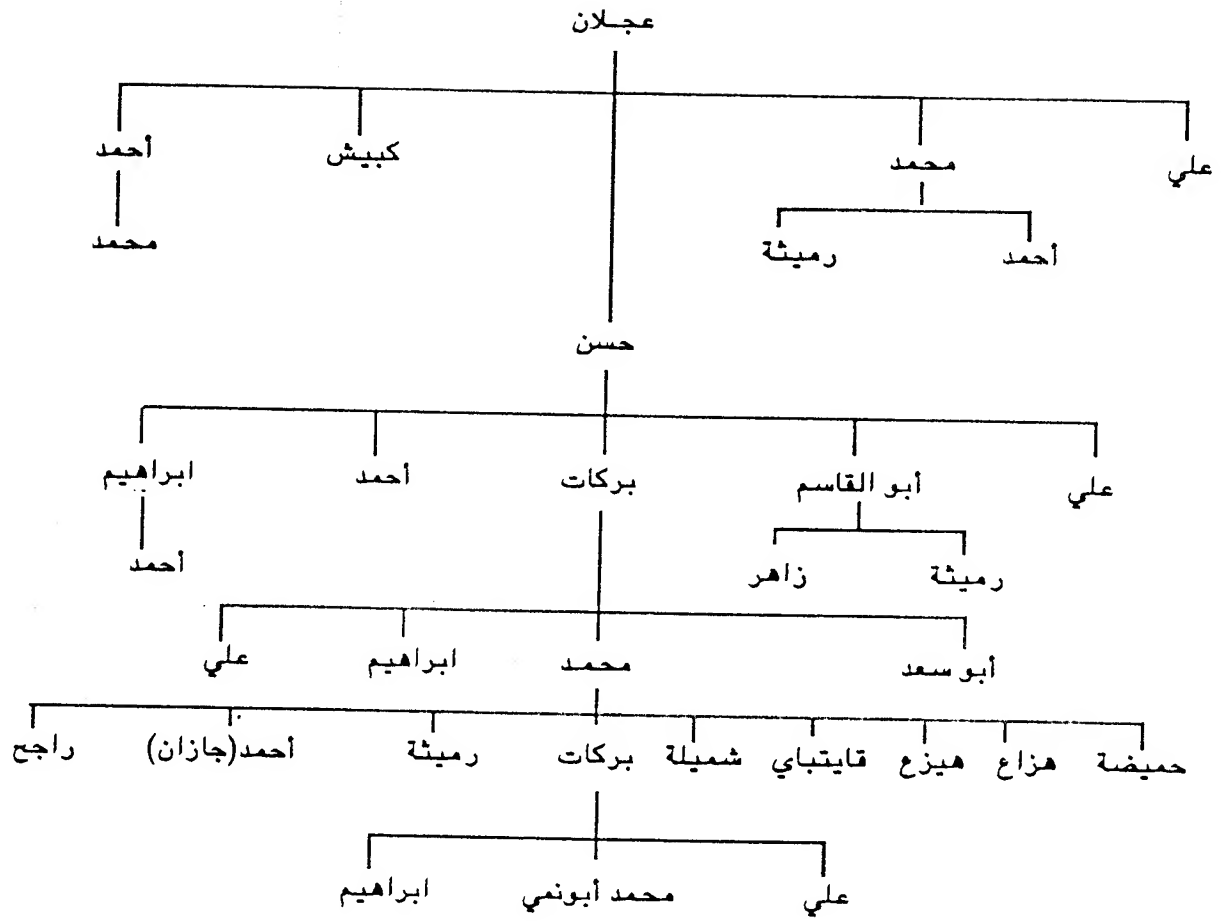 عجلان
علي محمد كبيش أحمد
أحمد رميثة محمد
حسن
علي أبو القاسم بركات أحمد ابراهيم
رميثة زاهر أحمد
أبو سعد محمد ابراهيم علي
حميضة هزاع هيزع قايتباي شميلة بركات رميثة أحمد(جازان) راجح
علي محمد أبونمي ابراهيم